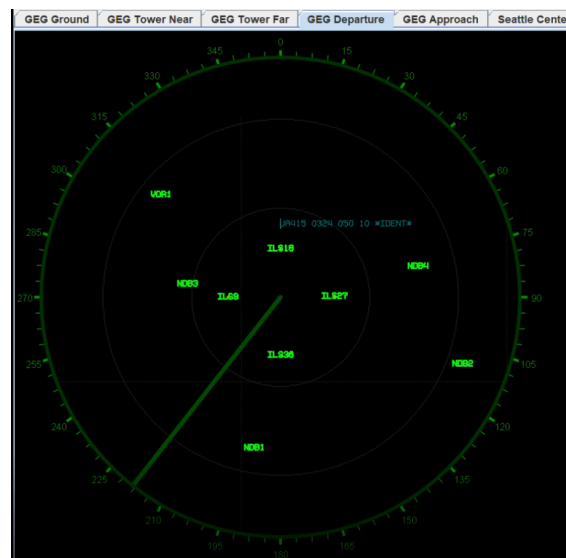 GEG Ground GEG Tower Near GEG Tower Far GEG Departure GEG Approach Seattle Cente
0
345 15
330 30
315 45
VOR1
300 60
JA415 0324 050 10 *IDENT*
285 75
ILS18
NDB4
NDB3
270 ILS9 ILS27 90
255 ILS36 105
NDB2
240 120
NDB1
225 135
210 150
195 165
180